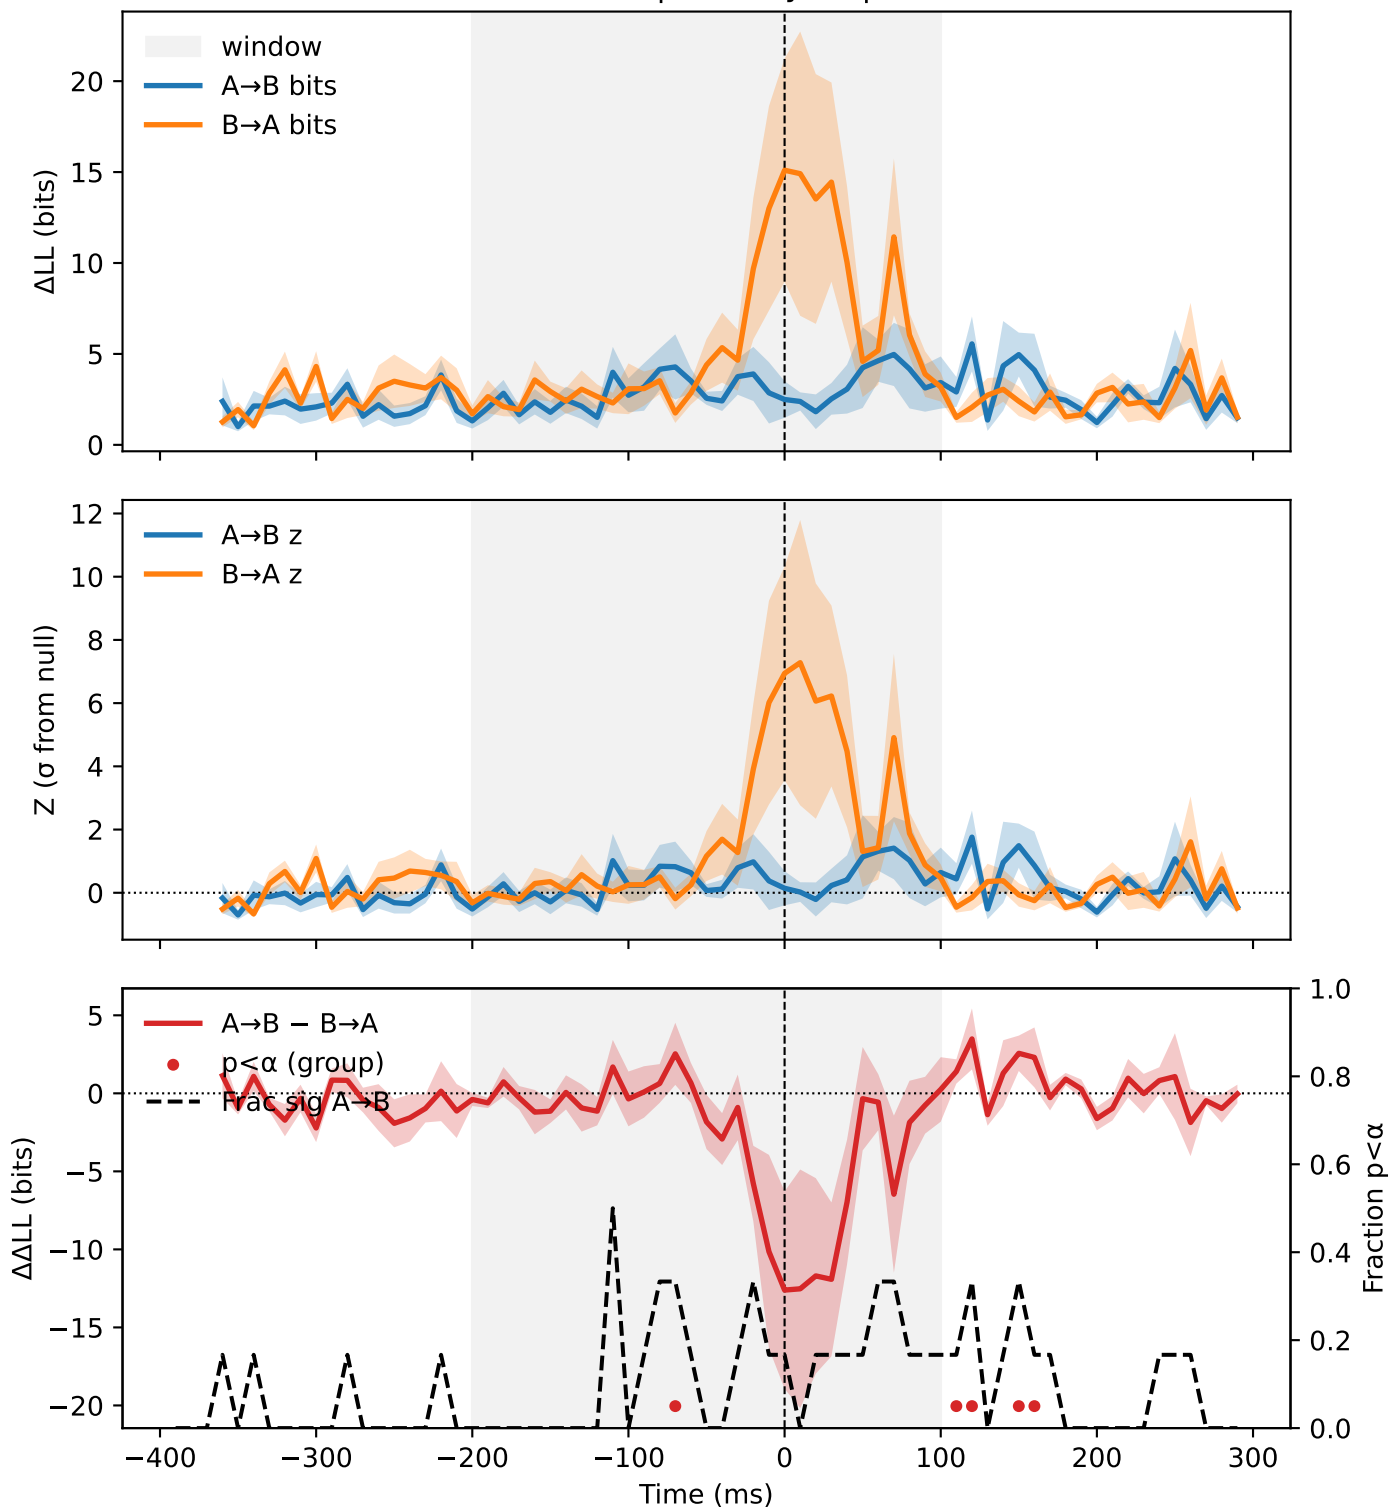 window
A→B bits
B→A bits
ΔLL (bits)
20
15
10
5
0
A→B z
B→A z
Z (σ from null)
12
10
8
6
4
2
0
A→B − B→A
p<α (group)
Frac sig A→B
ΔΔLL (bits)
5
0
−5
−10
−15
−20
1.0
0.8
0.6
0.4
0.2
0.0
Fraction p<α
−400 −300 −200 −100 0 100 200 300
Time (ms)